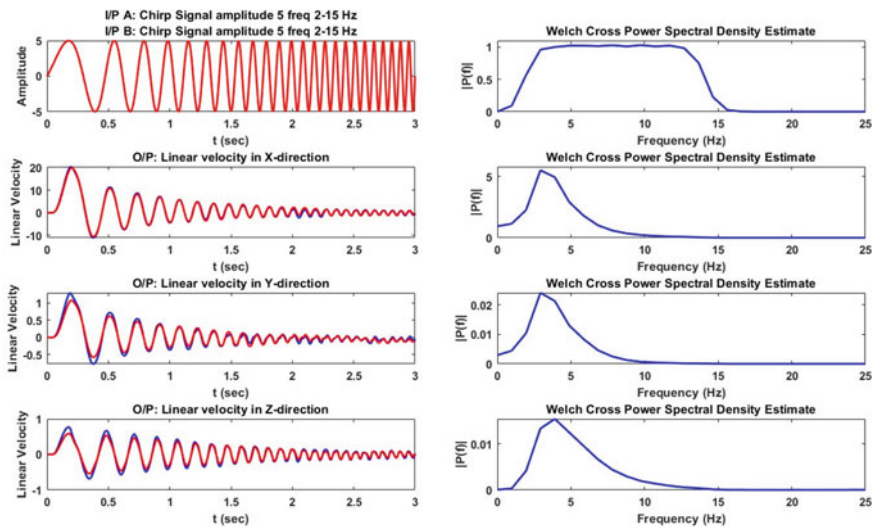 I/P A: Chirp Signal amplitude 5 freq 2-15 Hz
I/P B: Chirp Signal amplitude 5 freq 2-15 Hz
Amplitude
5
0
-5
0 0.5 1 1.5 2 2.5 3
t (sec)
Welch Cross Power Spectral Density Estimate
|P(f)|
1
0.5
0
0 5 10 15 20 25
Frequency (Hz)
O/P: Linear velocity in X-direction
Linear Velocity
20
10
0
-10
0 0.5 1 1.5 2 2.5 3
t (sec)
Welch Cross Power Spectral Density Estimate
|P(f)|
5
0
0 5 10 15 20 25
Frequency (Hz)
O/P: Linear velocity in Y-direction
Linear Velocity
1
0.5
0
-0.5
0 0.5 1 1.5 2 2.5 3
t (sec)
Welch Cross Power Spectral Density Estimate
|P(f)|
0.02
0.01
0
0 5 10 15 20 25
Frequency (Hz)
O/P: Linear velocity in Z-direction
Linear Velocity
1
0
-1
0 0.5 1 1.5 2 2.5 3
t (sec)
Welch Cross Power Spectral Density Estimate
|P(f)|
0.01
0
0 5 10 15 20 25
Frequency (Hz)